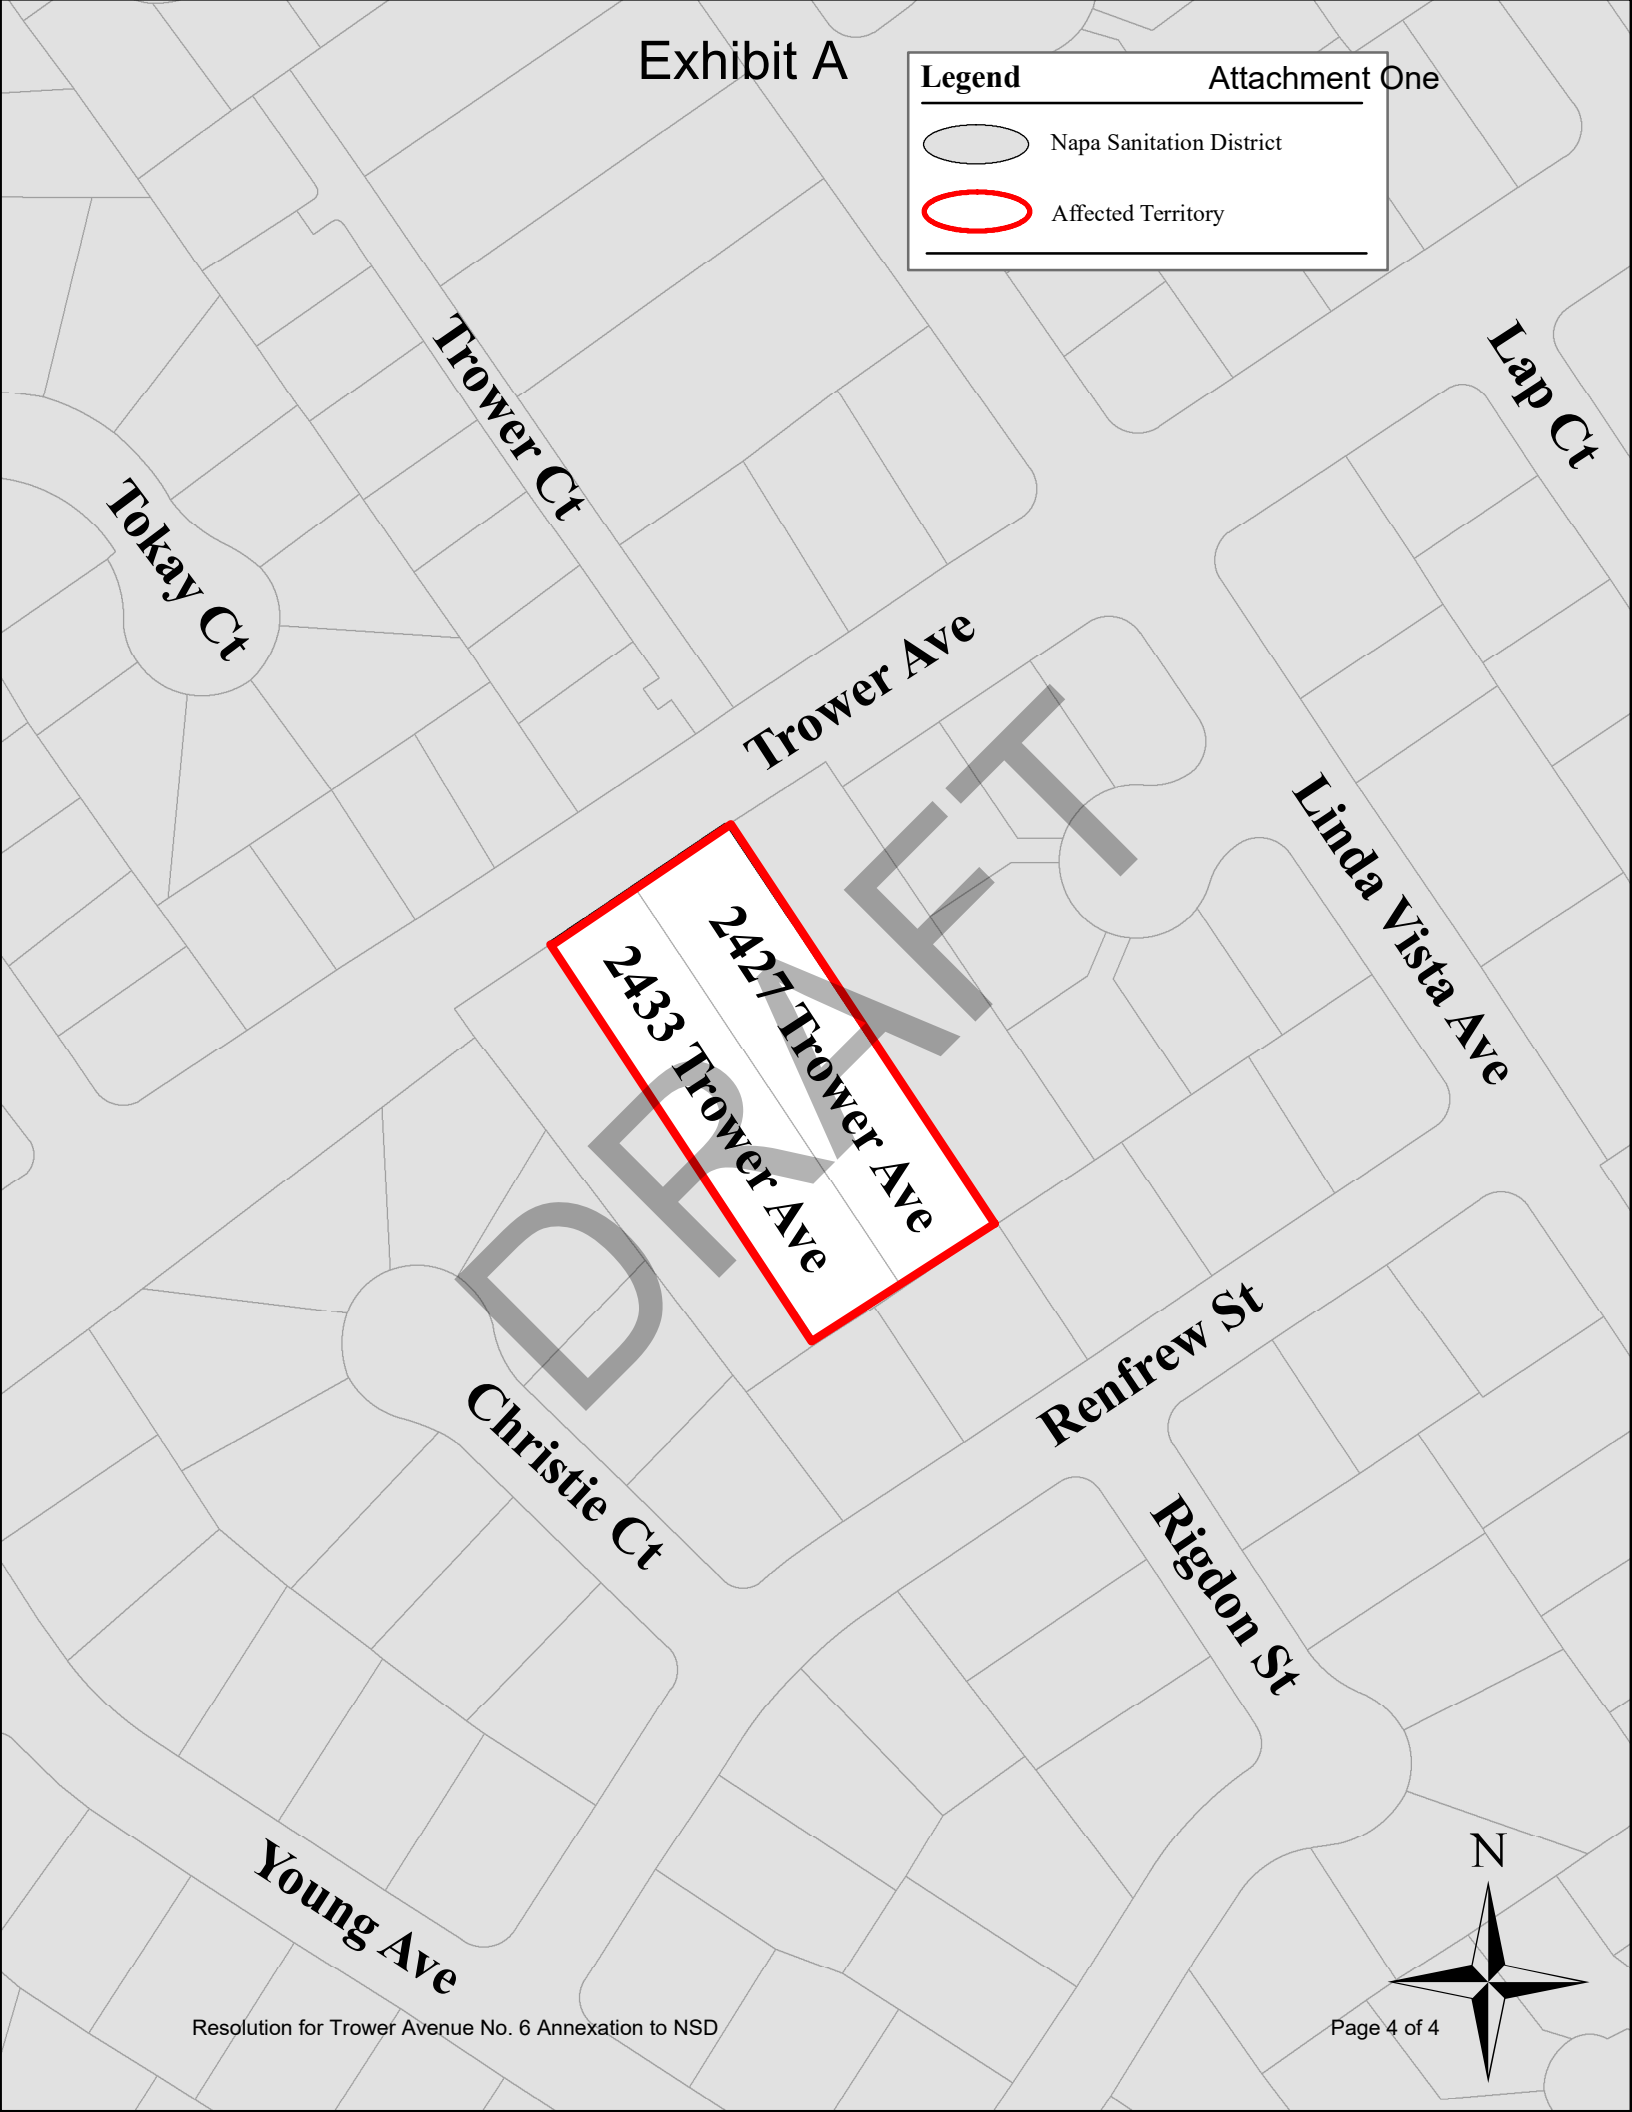 Exhibit A
Attachment One
Legend
Napa Sanitation District
Affected Territory
Lap Ct
Trower Ct
Tokay Ct
Trower Ave
Linda Vista Ave
2427 Trower Ave
2433 Trower Ave
DRAFT
Renfrew St
Christie Ct
Rigdon St
Young Ave
N
Resolution for Trower Avenue No. 6 Annexation to NSD
Page 4 of 4